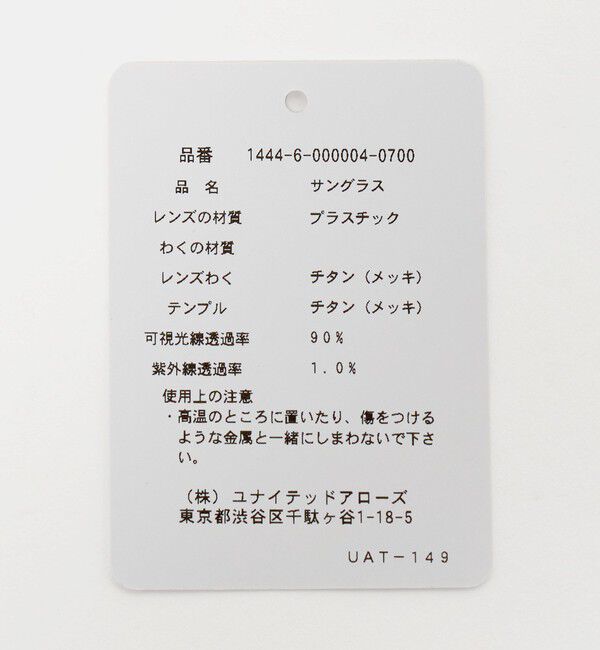 品番 1444-6-000004-0700
品 名 サングラス
レンズの材質 プラスチック
わくの材質
レンズわく チタン（メッキ）
テンプル チタン（メッキ）
可視光線透過率 90%
紫外線透過率 1.0%
使用上の注意
・高温のところに置いたり、傷をつける
ような金属と一緒にしまわないで下さ
い。
（株）ユナイテッドアローズ
東京都渋谷区千駄ヶ谷1-18-5
UAT-149